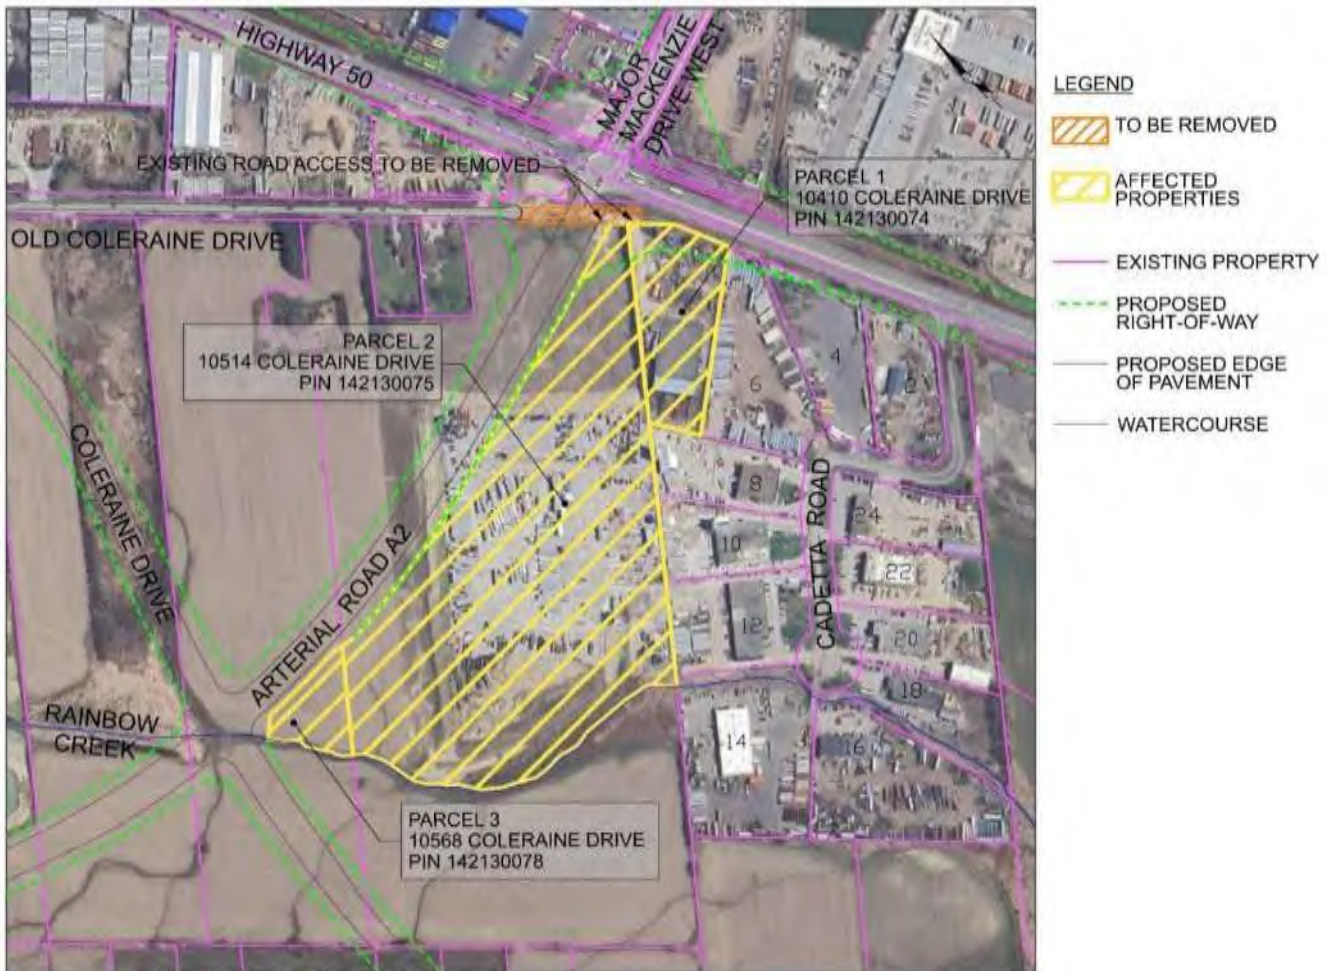 HIGHWAY 50
MAJOR
MACKENZIE
DRIVE WEST
EXISTING ROAD ACCESS TO BE REMOVED
PARCEL 1
10410 COLERAINE DRIVE
PIN 142130074
OLD COLERAINE DRIVE
PARCEL 2
10514 COLERAINE DRIVE
PIN 142130075
4
2
6
8
24
10
22
12
20
18
14
16
CADETTA ROAD
COLERAINE DRIVE
ARTERIAL ROAD A2
RAINBOW
CREEK
PARCEL 3
10568 COLERAINE DRIVE
PIN 142130078
LEGEND
TO BE REMOVED
AFFECTED
PROPERTIES
EXISTING PROPERTY
PROPOSED
RIGHT-OF-WAY
PROPOSED EDGE
OF PAVEMENT
WATERCOURSE